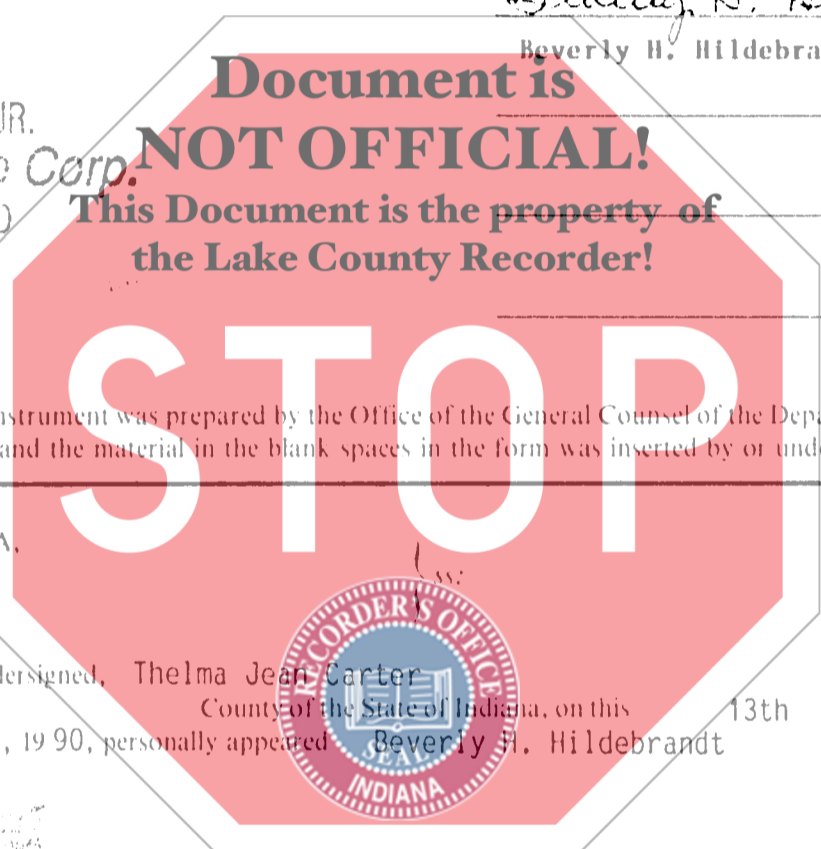 Beverly H. Hildebra
Document is
JR.
NOT OFFICIAL!
Corp.
This Document is the property of
the Lake County Recorder!
STOP
nstrument was prepared by the Office of the General Counsel of the Depa
and the material in the blank spaces in the form was inserted by or und
A.
ss:
RECORDER'S OFFICE
dersigned, Thelma Jean Carter
County of the State of Indiana, on this 13th
, 19 90, personally appeared Beverly H. Hildebrandt
SEAL
INDIANA